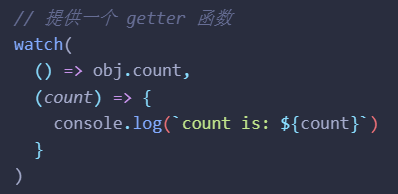 // 提供一个 getter 函数
watch(
  () => obj.count,
  (count) => {
    console.log(`count is: ${count}`)
  }
)